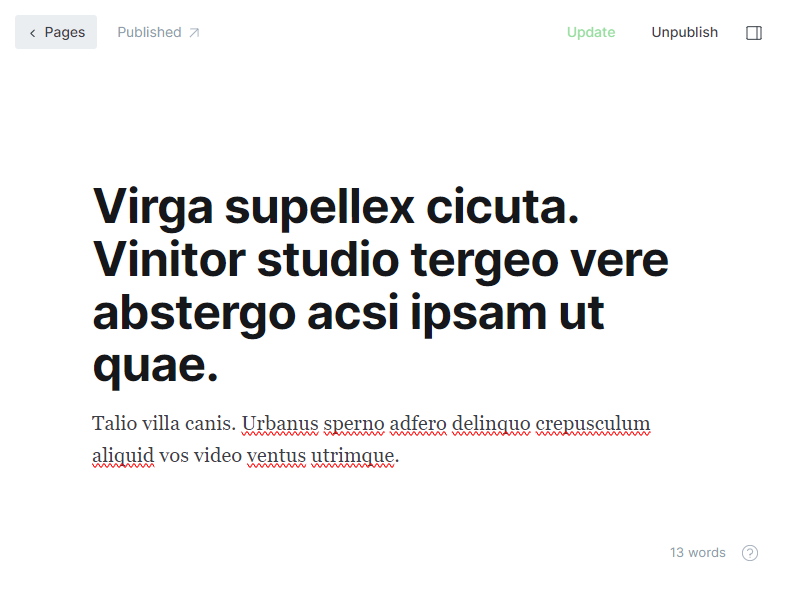 Pages Published Update Unpublish
Virga supellex cicuta.
Vinitor studio tergeo vere
abstergo acsi ipsam ut
quae.
Talio villa canis. Urbanus sperno adfero delinquo crepusculum
aliquid vos video ventus utrimque.
13 words ?